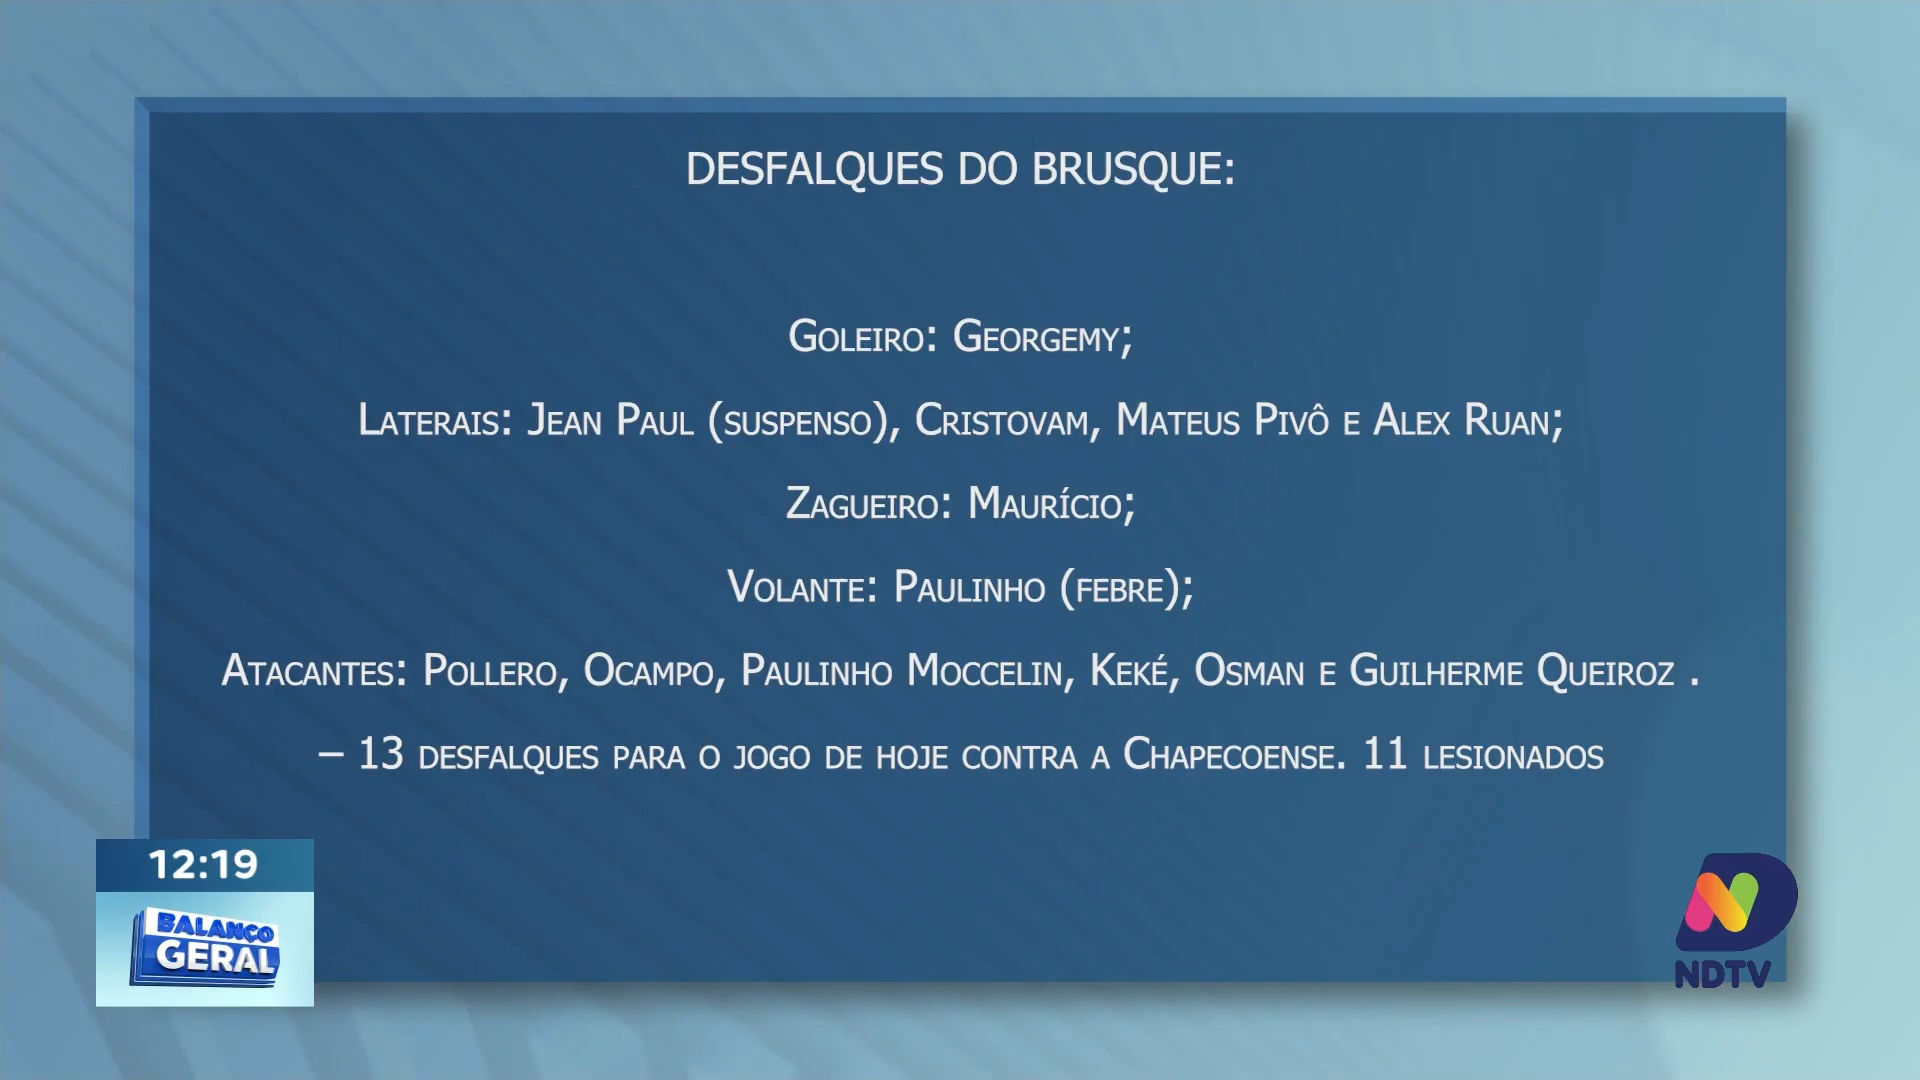 DESFALQUES DO BRUSQUE:
Goleiro: Georgemy;
Laterais: Jean Paul (suspenso), Cristovam, Mateus Pivô e Alex Ruan;
Zagueiro: Maurício;
Volante: Paulinho (febre);
Atacantes: Pollero, Ocampo, Paulinho Moccelin, Keké, Osman e Guilherme Queiroz .
– 13 desfalques para o jogo de hoje contra a Chapecoense. 11 lesionados
12:19
BALANÇO
GERAL
NDTV